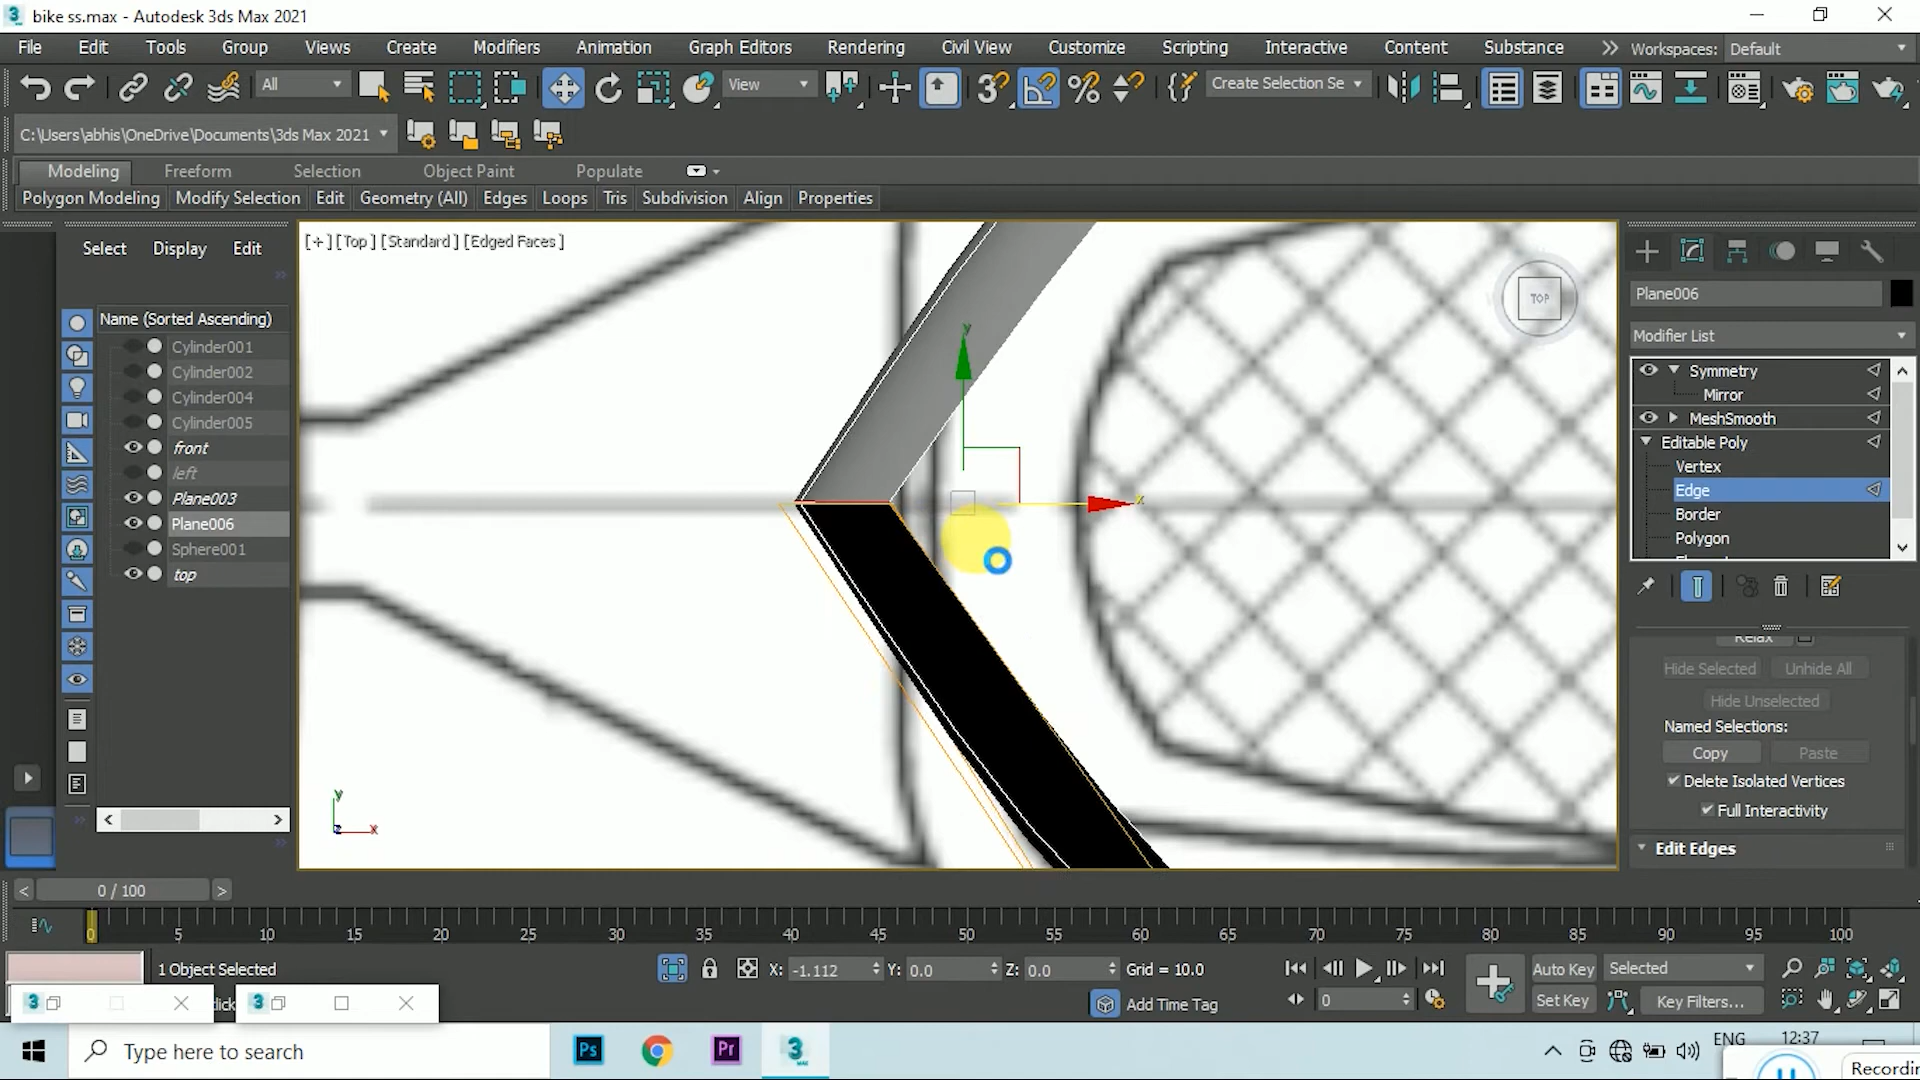 bike ss.max - Autodesk 3ds Max 2021
File Edit Tools Group Views Create Modifiers Animation Graph Editors Rendering Civil View Customize Scripting Interactive Content Substance Workspaces: Default
All View Create Selection Se
C:\Users\abhis\OneDrive\Documents\3ds Max 2021
Modeling Freeform Selection Object Paint Populate
Polygon Modeling Modify Selection Edit Geometry (All) Edges Loops Tris Subdivision Align Properties
Select Display Edit
[+] [Top] [Standard] [Edged Faces]
Name (Sorted Ascending)
Cylinder001
Cylinder002
Cylinder004
Cylinder005
front
left
Plane003
Plane006
Sphere001
top
y
x
TOP
y
z x
Plane006
Modifier List
Symmetry
Mirror
MeshSmooth
Editable Poly
Vertex
Edge
Border
Polygon
Relax
Hide Selected Unhide All
Hide Unselected
Named Selections:
Copy Paste
Delete Isolated Vertices
Full Interactivity
Edit Edges
0 / 100
0 5 10 15 20 25 30 35 40 45 50 55 60 65 70 75 80 85 90 95 100
1 Object Selected X: -1.112 Y: 0.0 Z: 0.0 Grid = 10.0 Auto Key Selected
3 3 Add Time Tag 0 Set Key Key Filters...
Type here to search Ps Pr 3 ENG 12:37
Recordin